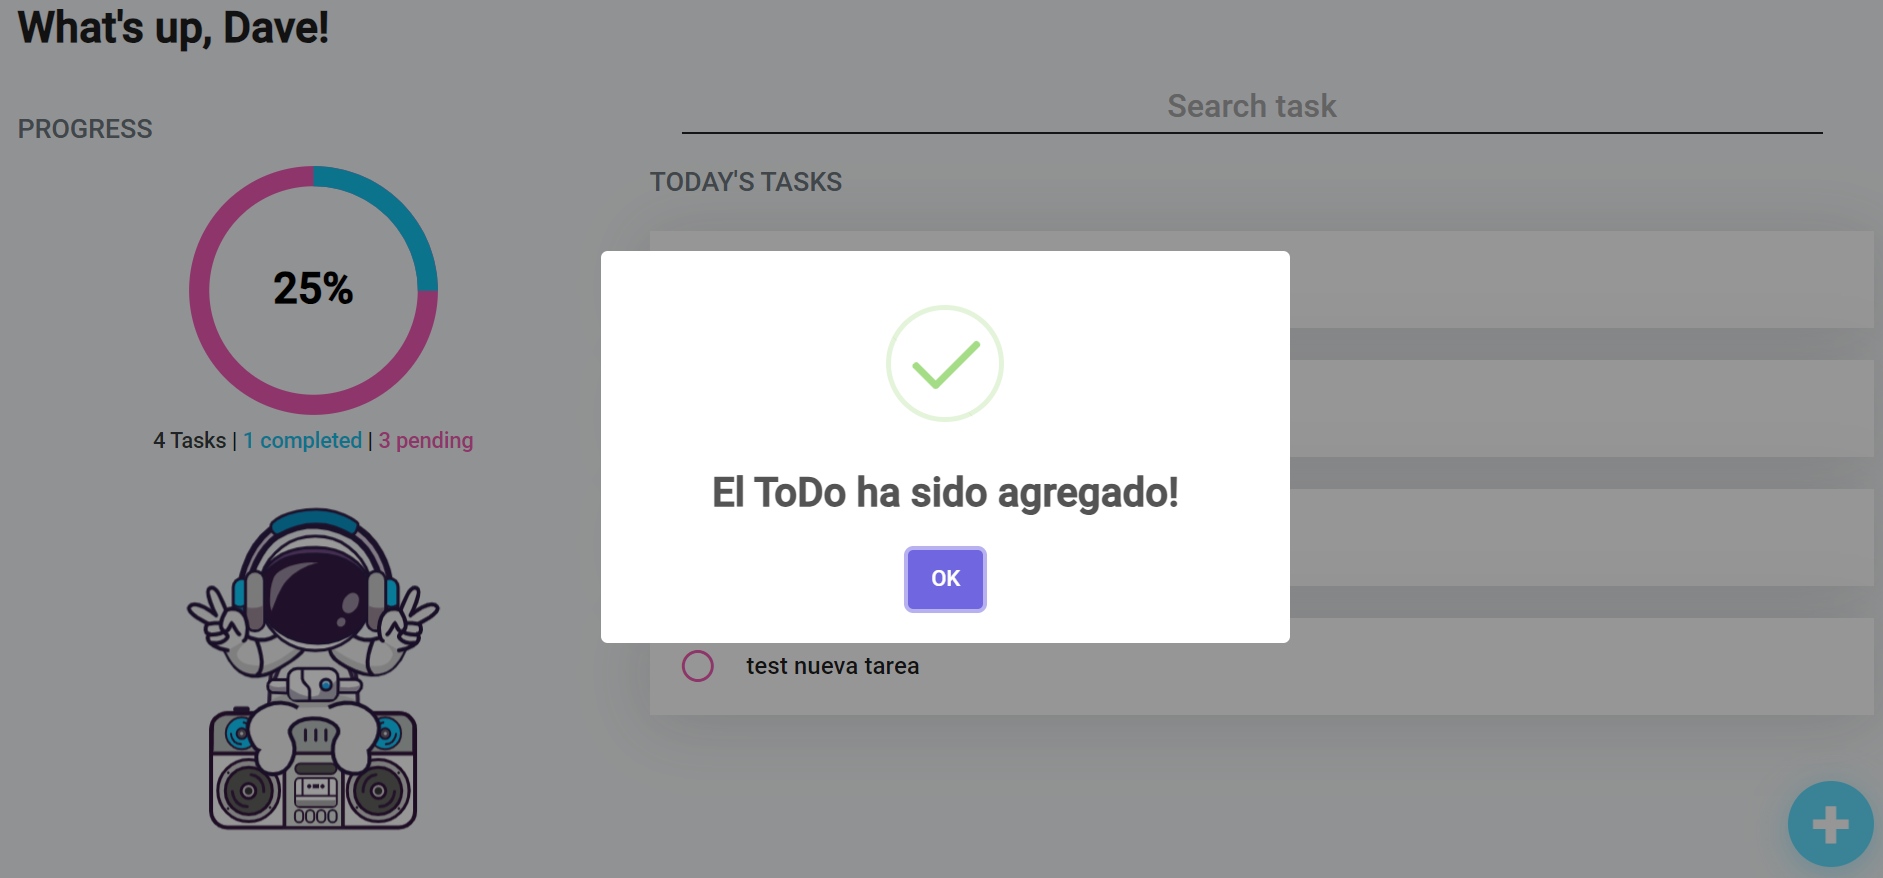 What's up, Dave!
PROGRESS
25%
4 Tasks | 1 completed | 3 pending
Search task
TODAY'S TASKS
El ToDo ha sido agregado!
OK
test nueva tarea